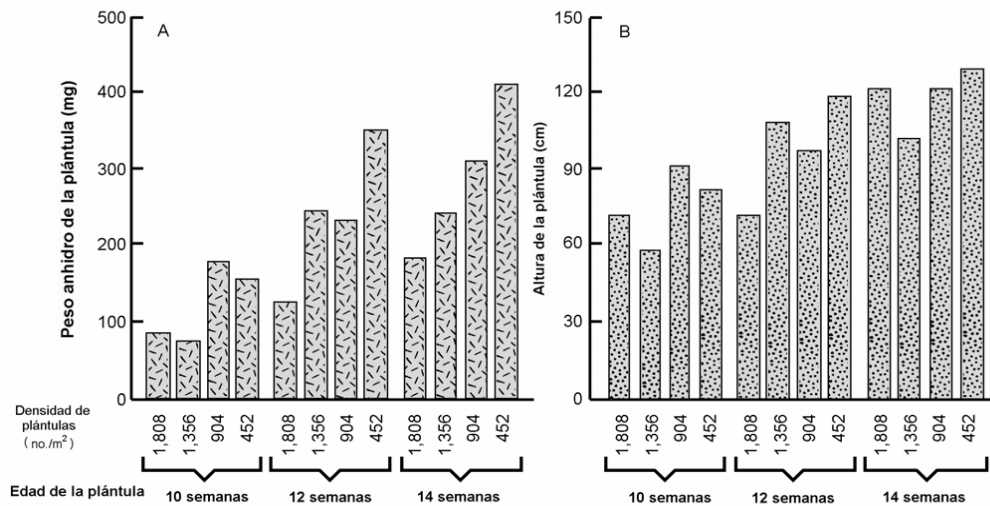 A
500
400
300
200
100
0
Peso anhidro de la plántula (mg)
B
150
120
90
60
30
0
Altura de la plántula (cm)
Densidad de
plántulas
( no./m²)
1,808 1,356 904 452 1,808 1,356 904 452 1,808 1,356 904 452
1,808 1,356 904 452 1,808 1,356 904 452 1,808 1,356 904 452
Edad de la plántula 10 semanas 12 semanas 14 semanas
10 semanas 12 semanas 14 semanas